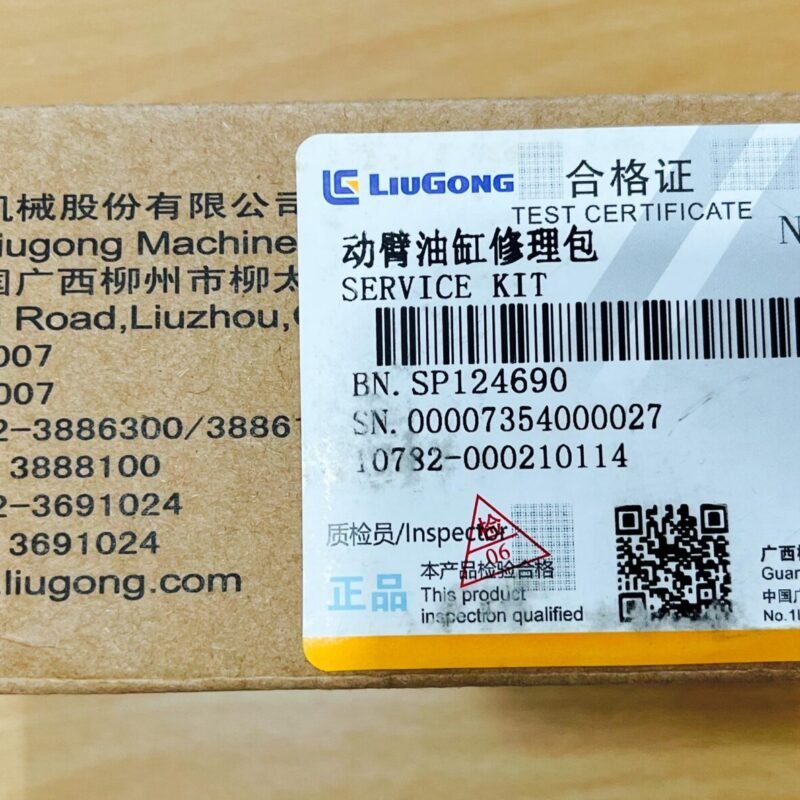 机械股份有限公司
iugong Machine
国广西柳州市柳太
Road,Liuzhou,
007
007
2-3886300/3886
3888100
2-3691024
3691024
.liugong.com
LIUGONG
合格证
TEST CERTIFICATE
N
动臂油缸修理包
SERVICE KIT
BN. SP124690
SN. 00007354000027
10782-000210114
质检员/Inspector
检
06
正品
本产品检验合格
This product
inspection qualified
广西柳
Guan
中国广
No.1